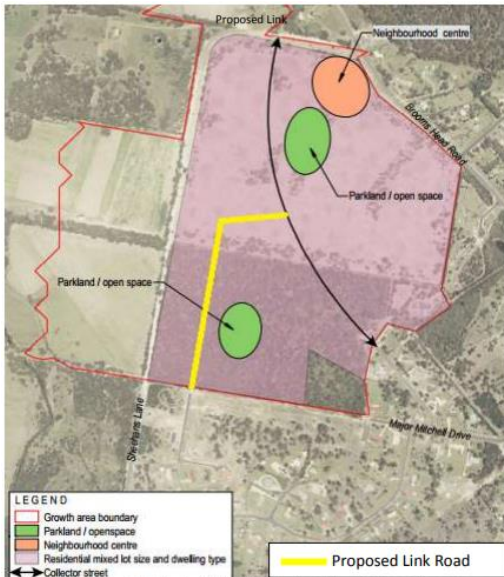 Proposed Link
Neighbourhood centre
Brooms Head Road
Parkland / open space
Parkland / open space
Sheehans Lane
Major Mitchell Drive
LEGEND
Growth area boundary
Parkland / openspace
Neighbourhood centre
Residential mixed lot size and dwelling type
Collector street
Proposed Link Road